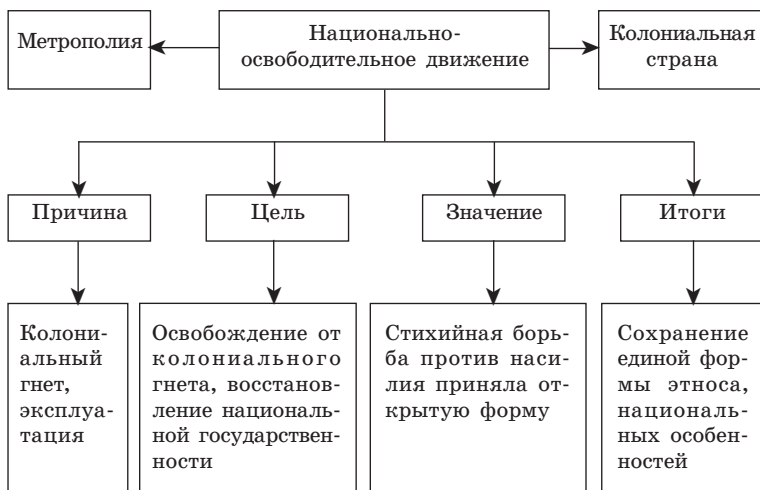 Метрополия
Национально-
освободительное движение
Колониальная
страна
Причина
Цель
Значение
Итоги
Колони-
альный
гнет,
эксплуа-
тация
Освобождение от
колониального
гнета, восстанов-
ление националь-
ной государствен-
ности
Стихийная борь-
ба против наси-
лия приняла от-
крытую форму
Сохранение
единой фор-
мы этноса,
националь-
ных особен-
ностей